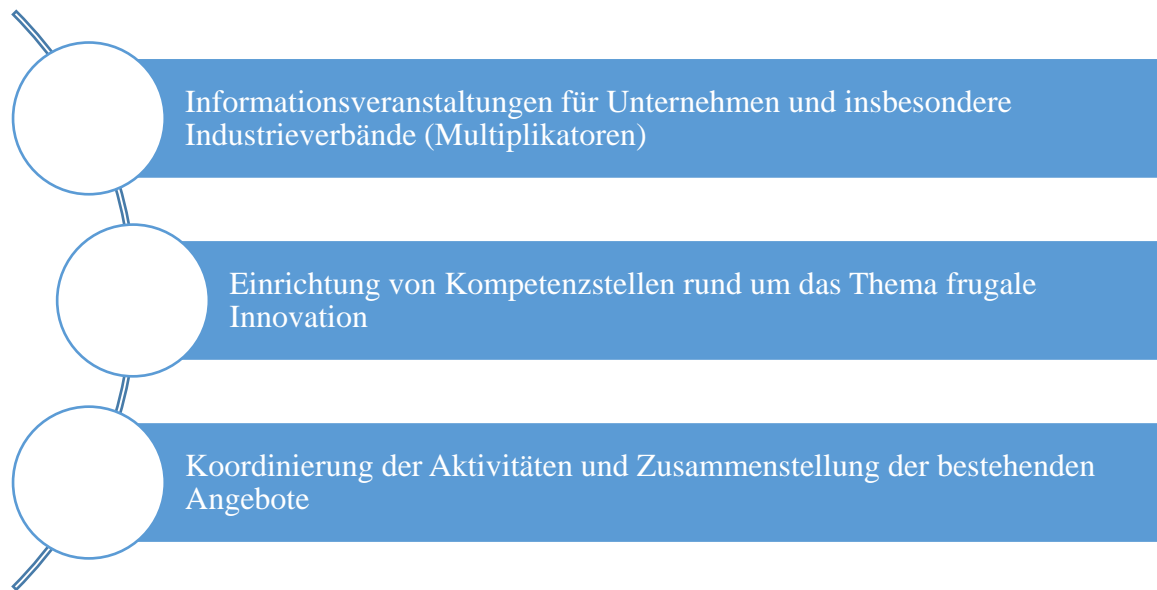 Informationsveranstaltungen für Unternehmen und insbesondere
Industrieverbände (Multiplikatoren)
Einrichtung von Kompetenzstellen rund um das Thema frugale
Innovation
Koordinierung der Aktivitäten und Zusammenstellung der bestehenden
Angebote